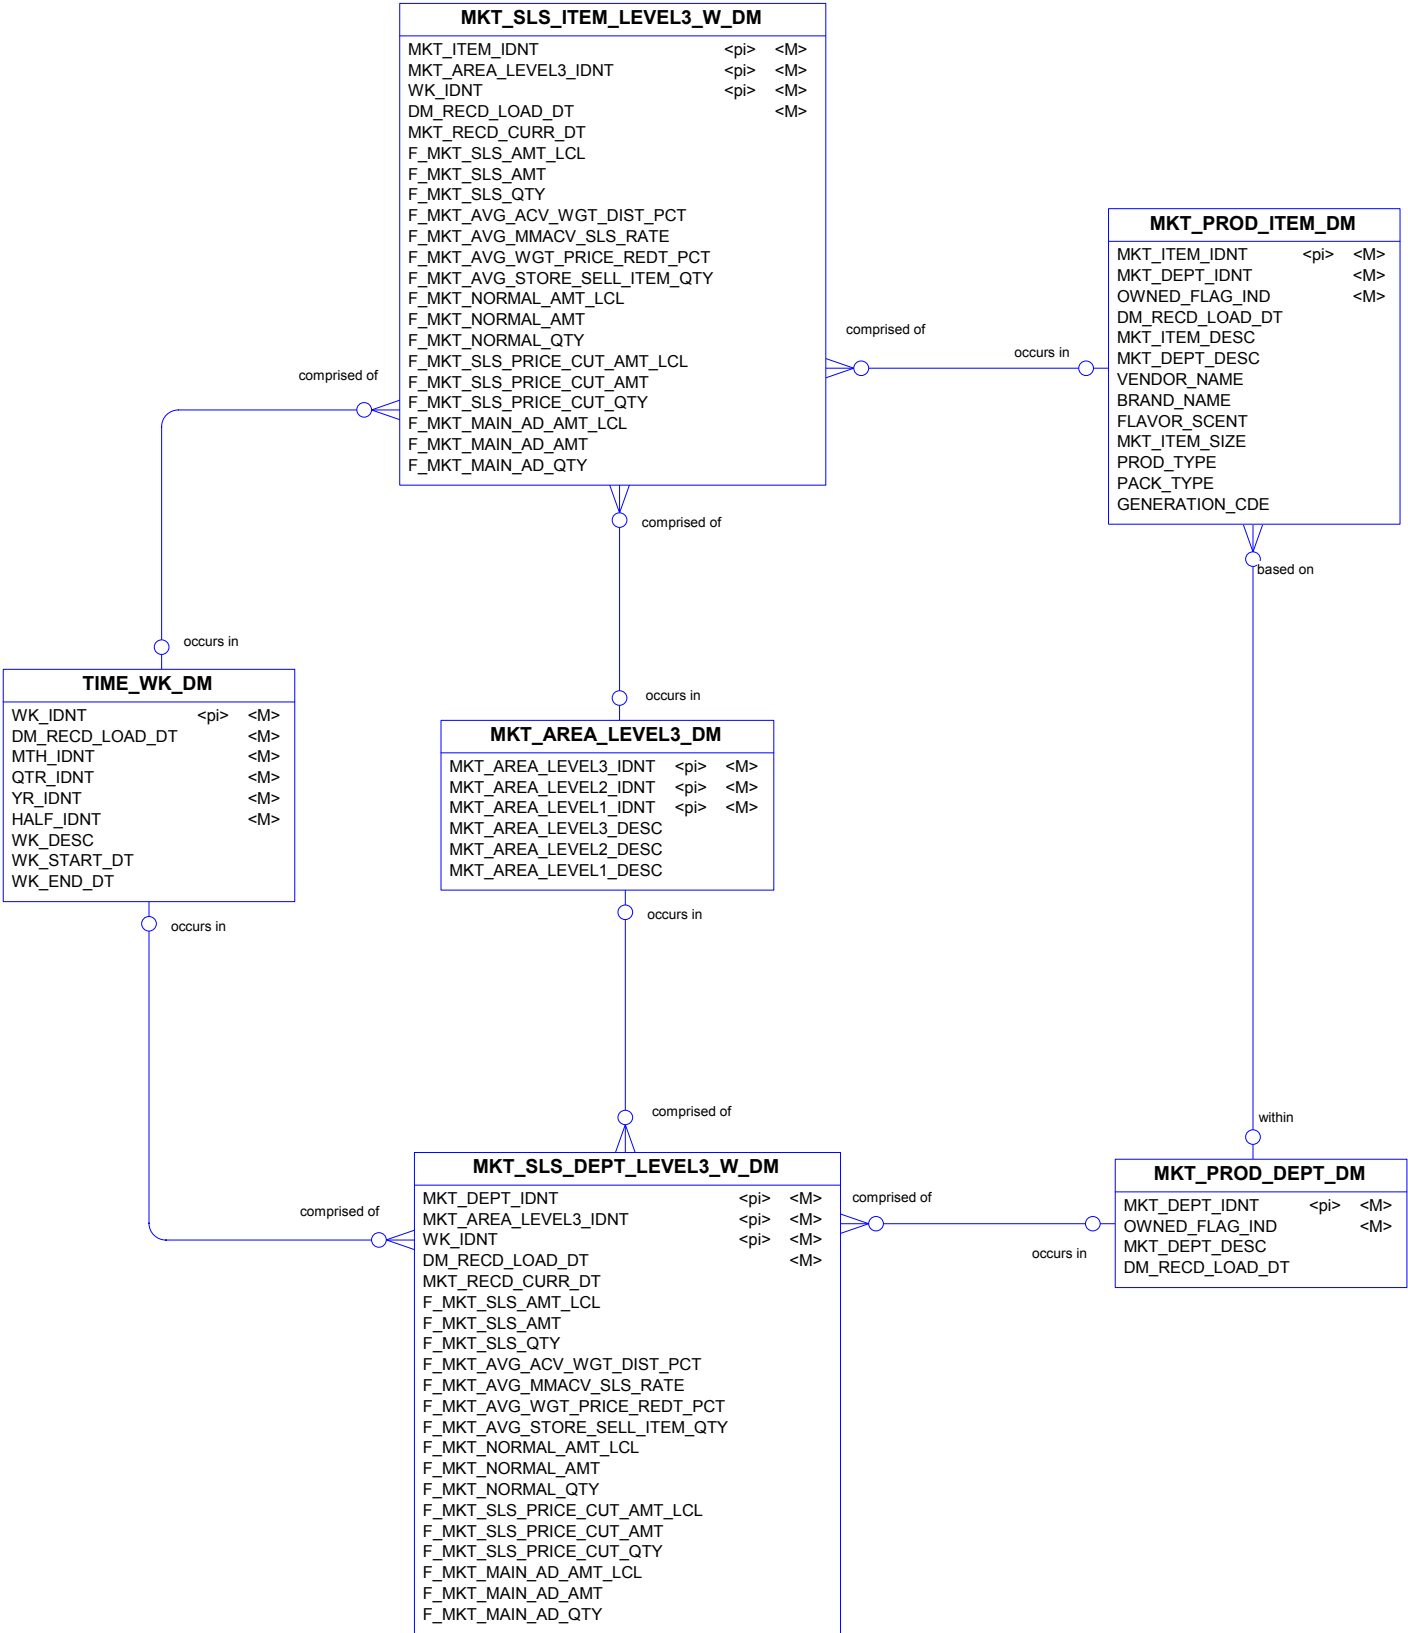 MKT_SLS_ITEM_LEVEL3_W_DM
MKT_ITEM_IDNT <pi> <M>
MKT_AREA_LEVEL3_IDNT <pi> <M>
WK_IDNT <pi> <M>
DM_RECD_LOAD_DT <M>
MKT_RECD_CURR_DT
F_MKT_SLS_AMT_LCL
F_MKT_SLS_AMT
F_MKT_SLS_QTY
F_MKT_AVG_ACV_WGT_DIST_PCT
F_MKT_AVG_MMACV_SLS_RATE
F_MKT_AVG_WGT_PRICE_REDT_PCT
F_MKT_AVG_STORE_SELL_ITEM_QTY
F_MKT_NORMAL_AMT_LCL
F_MKT_NORMAL_AMT
F_MKT_NORMAL_QTY
F_MKT_SLS_PRICE_CUT_AMT_LCL
F_MKT_SLS_PRICE_CUT_AMT
F_MKT_SLS_PRICE_CUT_QTY
F_MKT_MAIN_AD_AMT_LCL
F_MKT_MAIN_AD_AMT
F_MKT_MAIN_AD_QTY
MKT_PROD_ITEM_DM
MKT_ITEM_IDNT <pi> <M>
MKT_DEPT_IDNT <M>
OWNED_FLAG_IND <M>
DM_RECD_LOAD_DT
MKT_ITEM_DESC
MKT_DEPT_DESC
VENDOR_NAME
BRAND_NAME
FLAVOR_SCENT
MKT_ITEM_SIZE
PROD_TYPE
PACK_TYPE
GENERATION_CDE
comprised of
occurs in
comprised of
comprised of
based on
occurs in
occurs in
TIME_WK_DM
WK_IDNT <pi> <M>
DM_RECD_LOAD_DT <M>
MTH_IDNT <M>
QTR_IDNT <M>
YR_IDNT <M>
HALF_IDNT <M>
WK_DESC
WK_START_DT
WK_END_DT
MKT_AREA_LEVEL3_DM
MKT_AREA_LEVEL3_IDNT <pi> <M>
MKT_AREA_LEVEL2_IDNT <pi> <M>
MKT_AREA_LEVEL1_IDNT <pi> <M>
MKT_AREA_LEVEL3_DESC
MKT_AREA_LEVEL2_DESC
MKT_AREA_LEVEL1_DESC
occurs in
occurs in
comprised of
within
comprised of
comprised of
occurs in
MKT_SLS_DEPT_LEVEL3_W_DM
MKT_DEPT_IDNT <pi> <M>
MKT_AREA_LEVEL3_IDNT <pi> <M>
WK_IDNT <pi> <M>
DM_RECD_LOAD_DT <M>
MKT_RECD_CURR_DT
F_MKT_SLS_AMT_LCL
F_MKT_SLS_AMT
F_MKT_SLS_QTY
F_MKT_AVG_ACV_WGT_DIST_PCT
F_MKT_AVG_MMACV_SLS_RATE
F_MKT_AVG_WGT_PRICE_REDT_PCT
F_MKT_AVG_STORE_SELL_ITEM_QTY
F_MKT_NORMAL_AMT_LCL
F_MKT_NORMAL_AMT
F_MKT_NORMAL_QTY
F_MKT_SLS_PRICE_CUT_AMT_LCL
F_MKT_SLS_PRICE_CUT_AMT
F_MKT_SLS_PRICE_CUT_QTY
F_MKT_MAIN_AD_AMT_LCL
F_MKT_MAIN_AD_AMT
F_MKT_MAIN_AD_QTY
MKT_PROD_DEPT_DM
MKT_DEPT_IDNT <pi> <M>
OWNED_FLAG_IND <M>
MKT_DEPT_DESC
DM_RECD_LOAD_DT